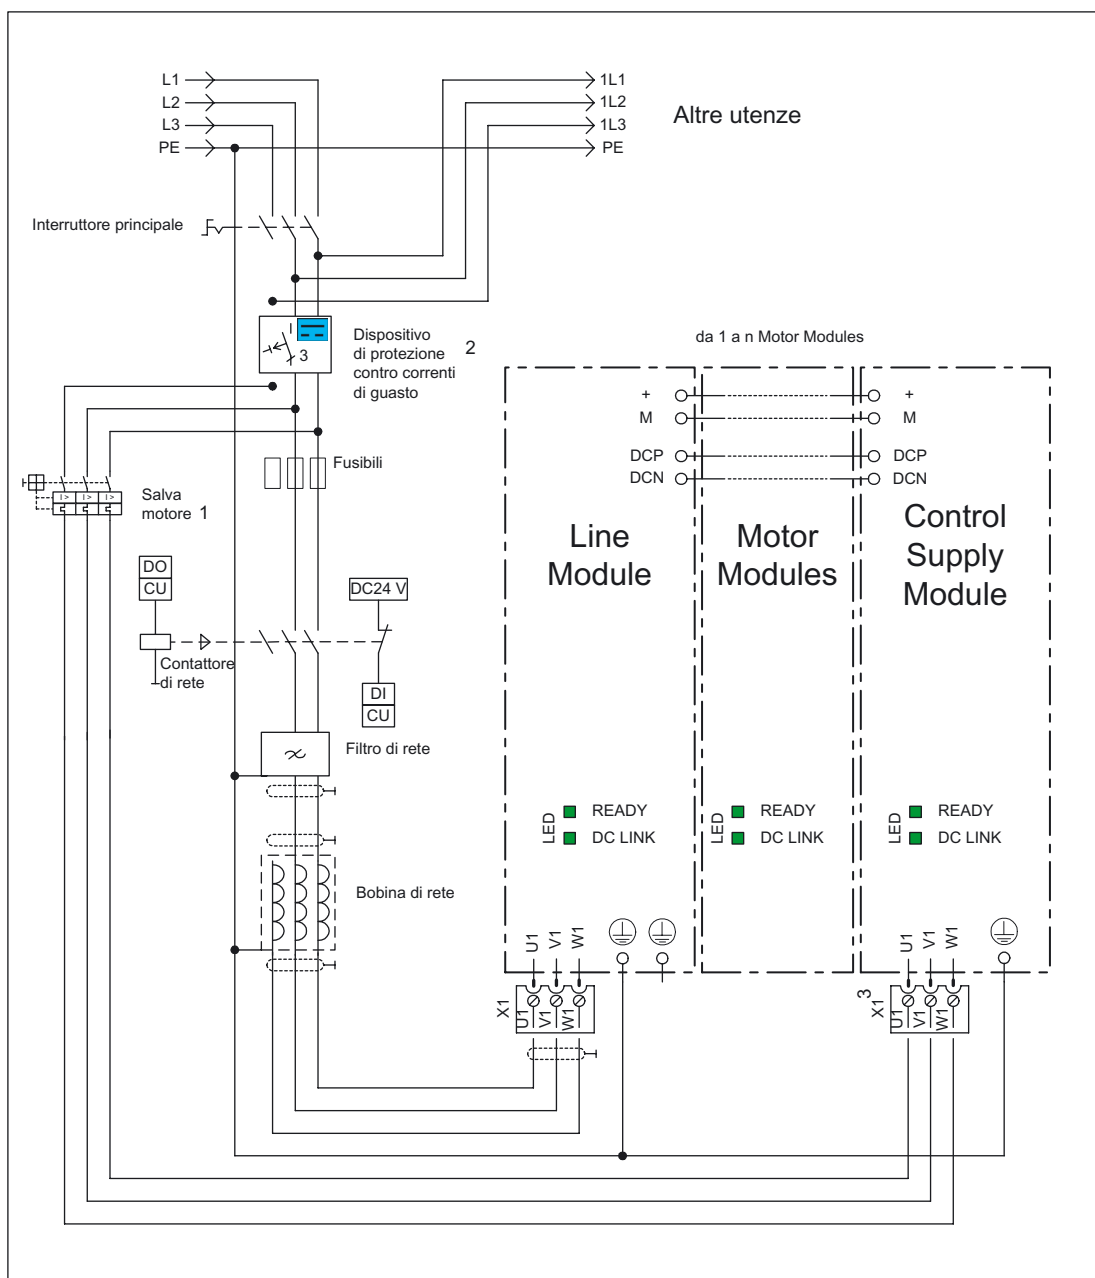 L1
1L1
L2
1L2
L3
1L3
PE
PE
Altre utenze
Interruttore principale
3
Dispositivo
di protezione
contro correnti
di guasto
2
da 1 a n Motor Modules
+
M
DCP
DCN
+
M
DCP
DCN
Fusibili
I >
I >
I >
Salva
motore 1
Line
Module
Motor
Modules
Control
Supply
Module
DO
CU
DC24 V
Contattore
di rete
DI
CU
Filtro di rete
LED
READY
DC LINK
LED
READY
DC LINK
LED
READY
DC LINK
Bobina di rete
U1
V1
W1
U1
V1
W1
X1
U1
V1
W1
3
X1
U1
V1
W1